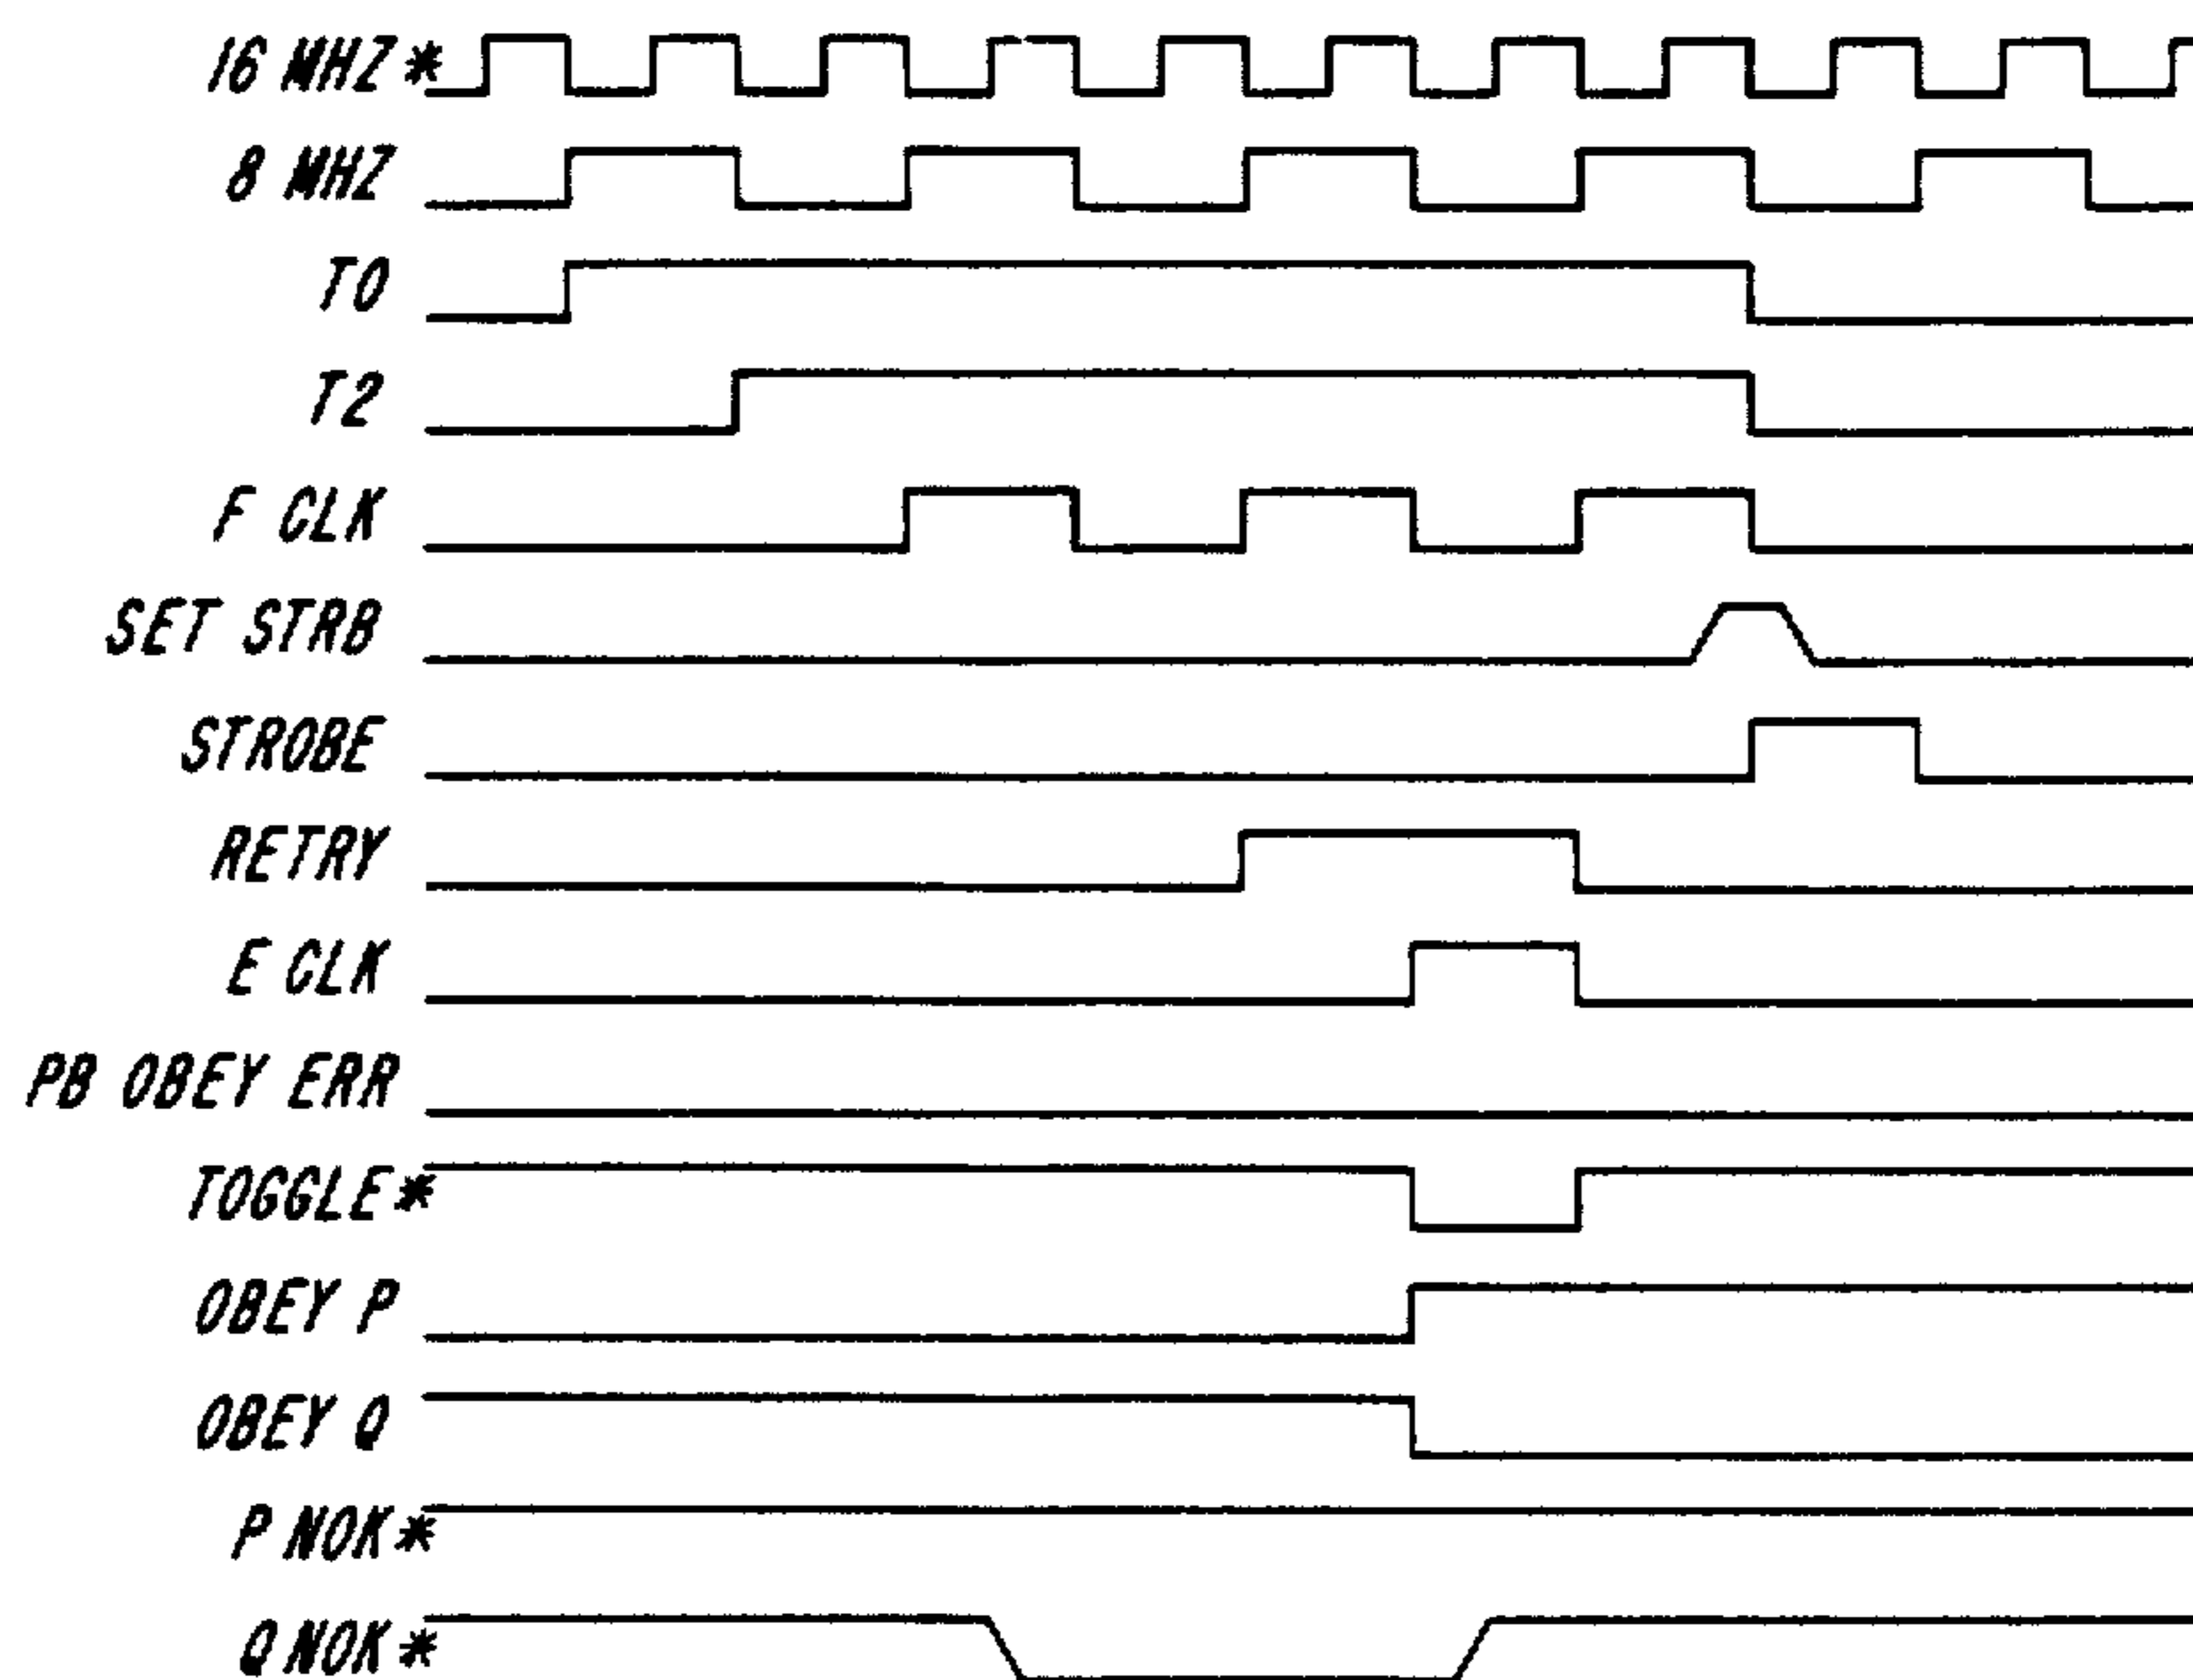 16 MHZ*
8 MHZ
T0
T2
F CLK
SET STRB
STROBE
RETRY
E CLK
PB OBEY ERR
TOGGLE*
OBEY P
OBEY Q
P NOK*
Q NOK*